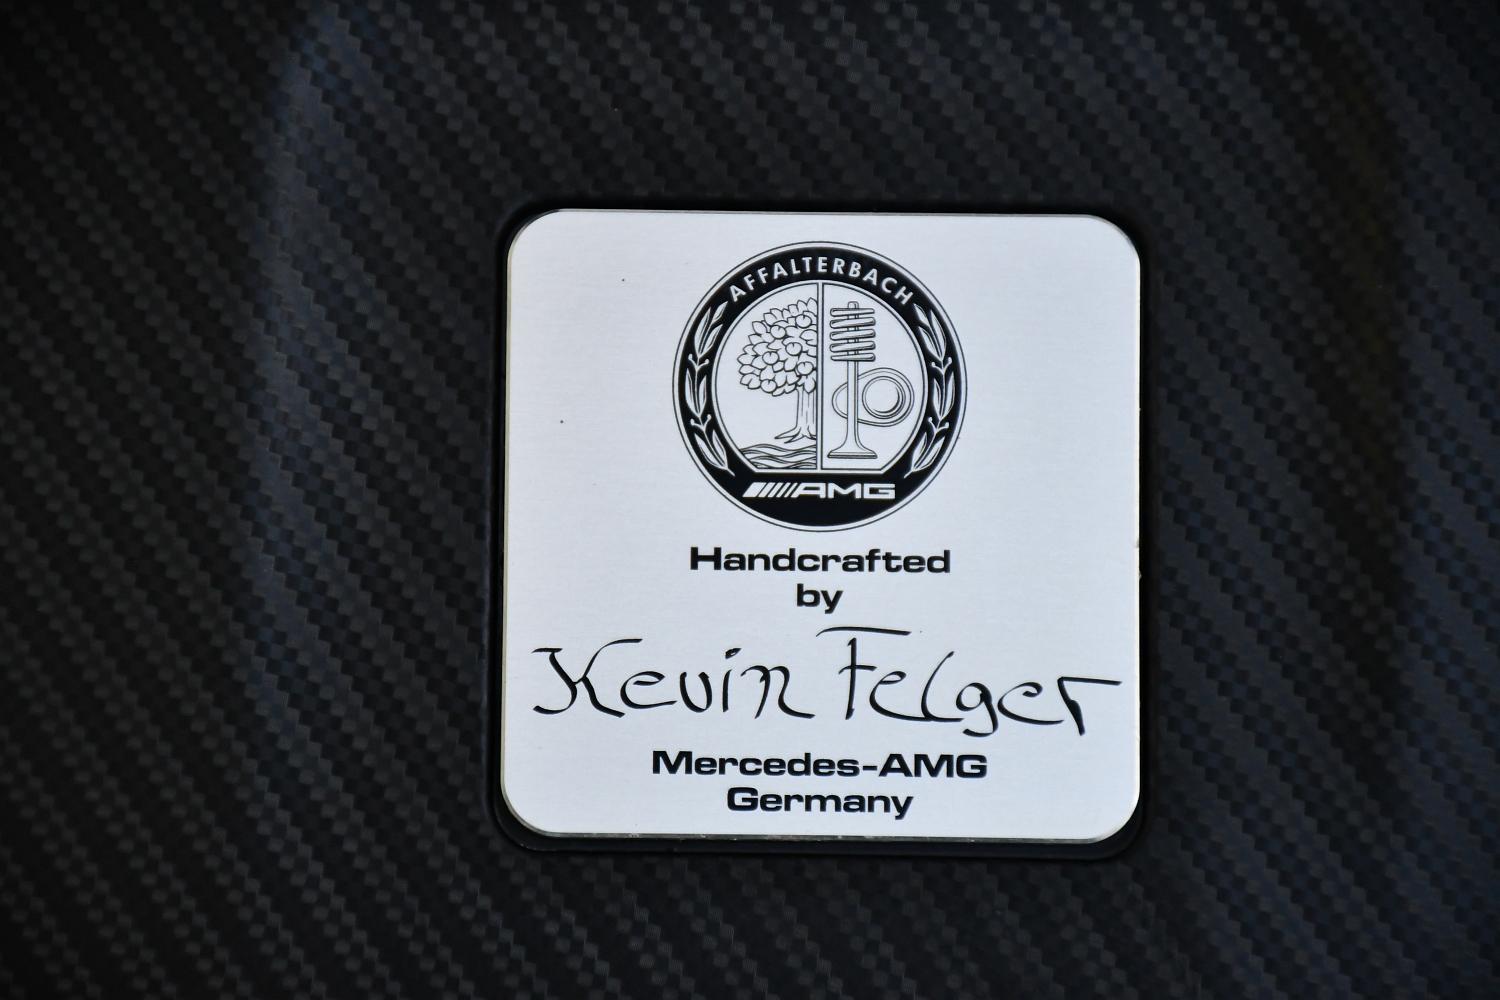 AFFALTERBACH
AMG
Handcrafted
by
Kevin Felger
Mercedes-AMG
Germany